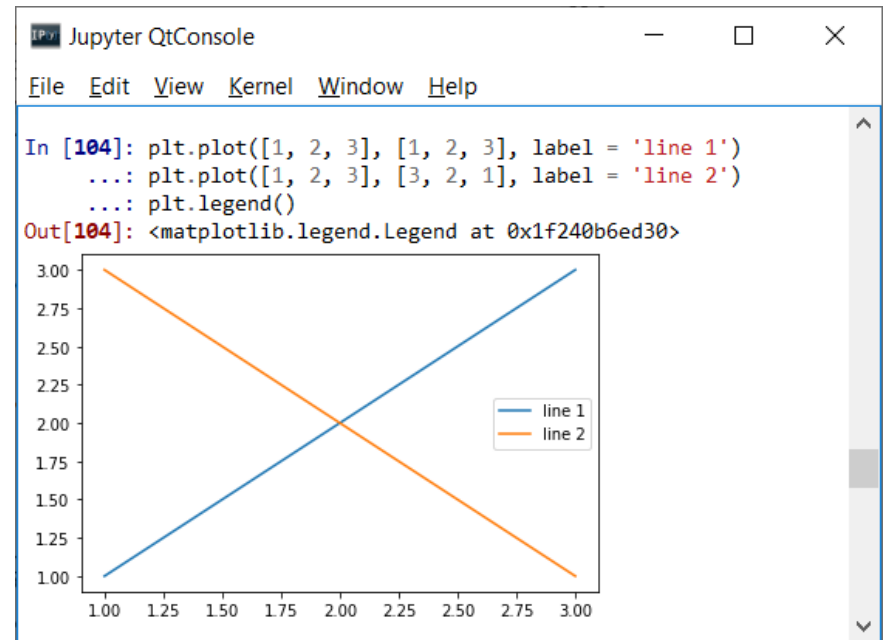 IP[y] Jupyter QtConsole
File Edit View Kernel Window Help
In [104]: plt.plot([1, 2, 3], [1, 2, 3], label = 'line 1')
...: plt.plot([1, 2, 3], [3, 2, 1], label = 'line 2')
...: plt.legend()
Out[104]: <matplotlib.legend.Legend at 0x1f240b6ed30>
3.00
2.75
2.50
2.25
2.00
1.75
1.50
1.25
1.00
line 1
line 2
1.00 1.25 1.50 1.75 2.00 2.25 2.50 2.75 3.00